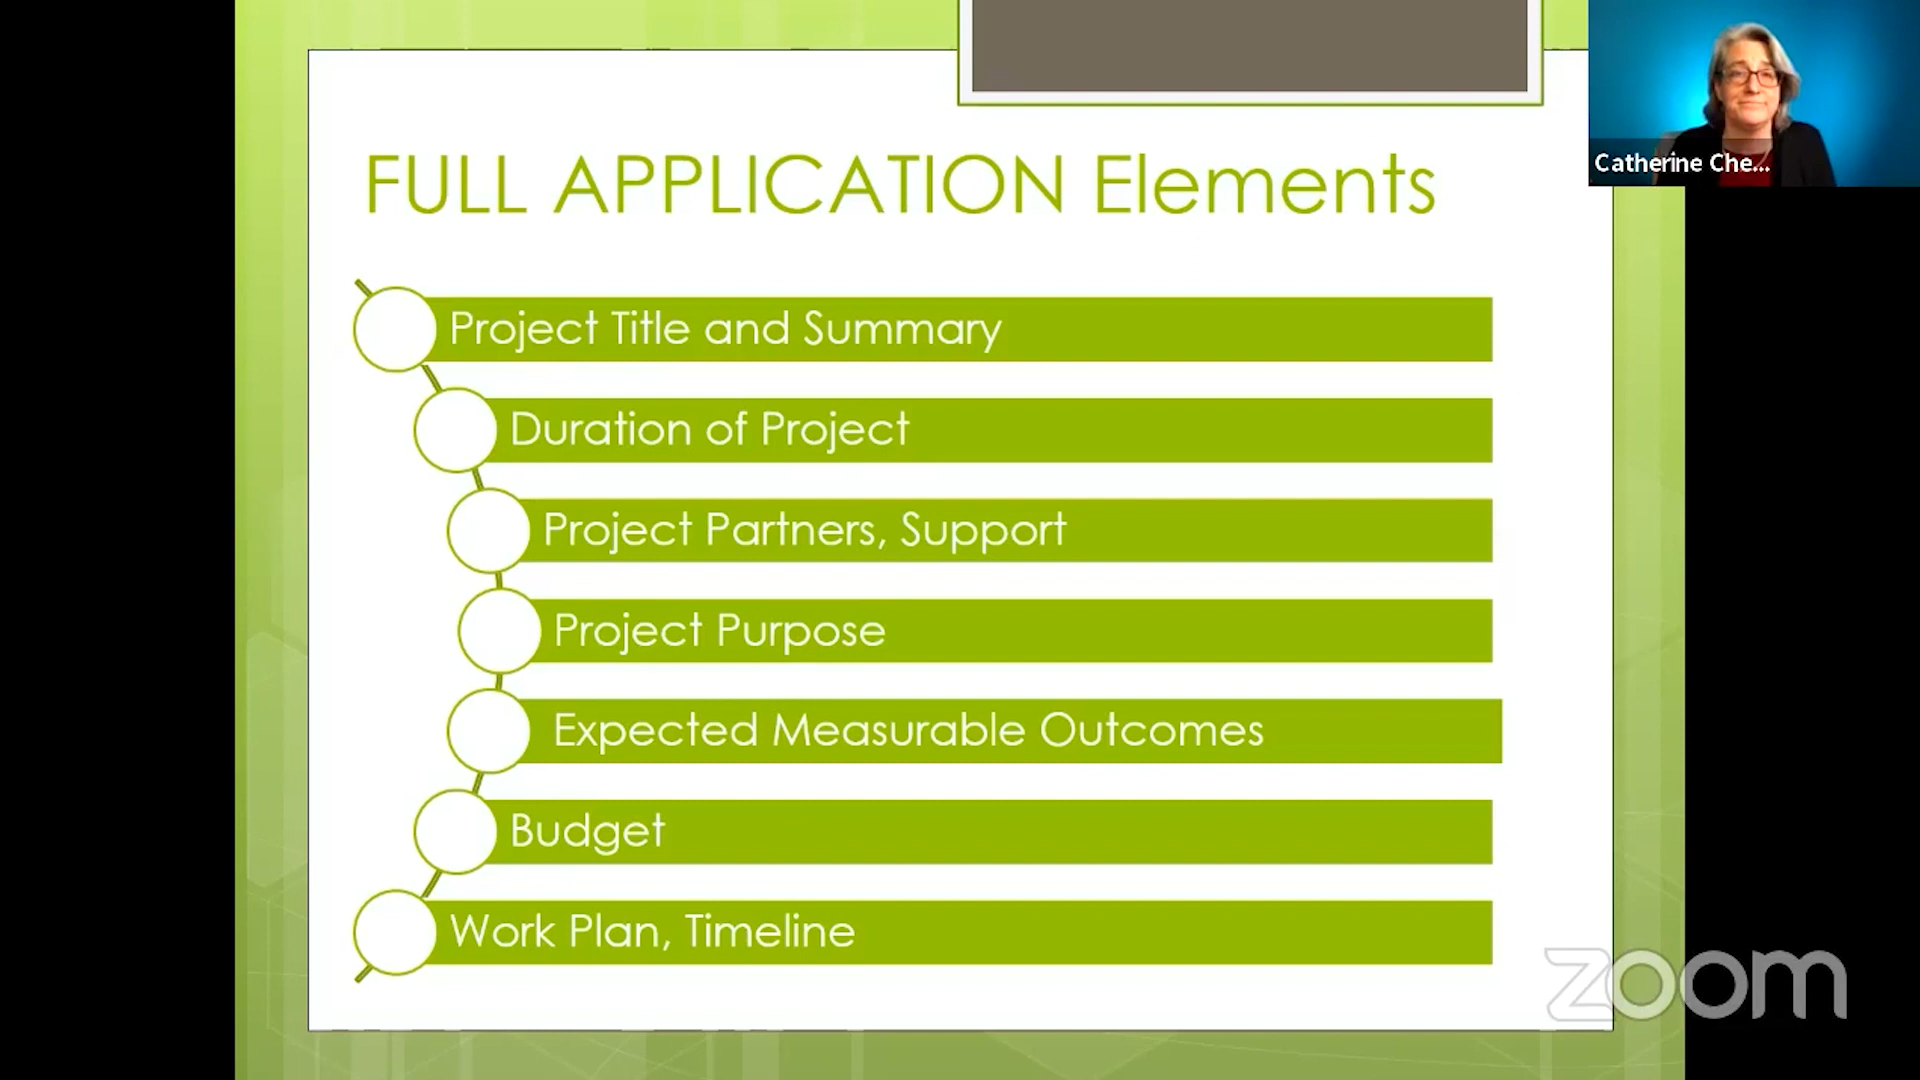 FULL APPLICATION Elements
Catherine Che...
Project Title and Summary
Duration of Project
Project Partners, Support
Project Purpose
Expected Measurable Outcomes
Budget
Work Plan, Timeline
zoom